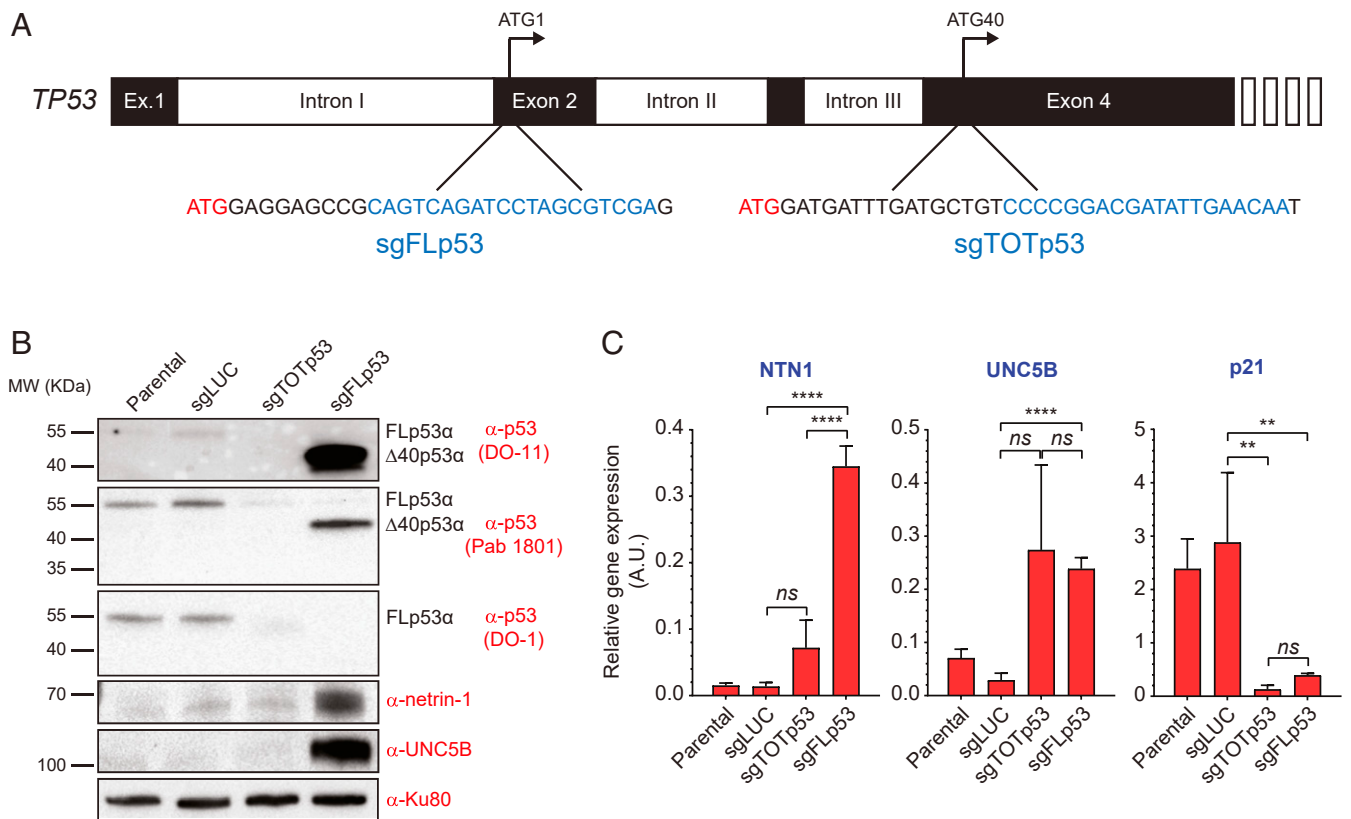 A
ATG1
ATG40
TP53
Ex.1
Intron I
Exon 2
Intron II
Intron III
Exon 4
ATGGAGGAGCCGCAGTCAGATCCTAGCGTCGAG
sgFLp53
ATGGATGATTTGATGCTGTCCCCGGACGATATTGAACAAT
sgTOTp53
B
MW (KDa)
Parental
sgLUC
sgTOTp53
sgFLp53
55
40
FLp53α
Δ40p53α
α-p53
(DO-11)
55
40
35
FLp53α
Δ40p53α
α-p53
(Pab 1801)
55
40
FLp53α
α-p53
(DO-1)
70
α-netrin-1
100
α-UNC5B
α-Ku80
C
Relative gene expression
(A.U.)
NTN1
0.4
0.3
0.2
0.1
0.0
****
****
ns
Parental
sgLUC
sgTOTp53
sgFLp53
UNC5B
0.5
0.4
0.3
0.2
0.1
0.0
****
ns
ns
Parental
sgLUC
sgTOTp53
sgFLp53
p21
5
4
3
2
1
0
**
**
ns
Parental
sgLUC
sgTOTp53
sgFLp53